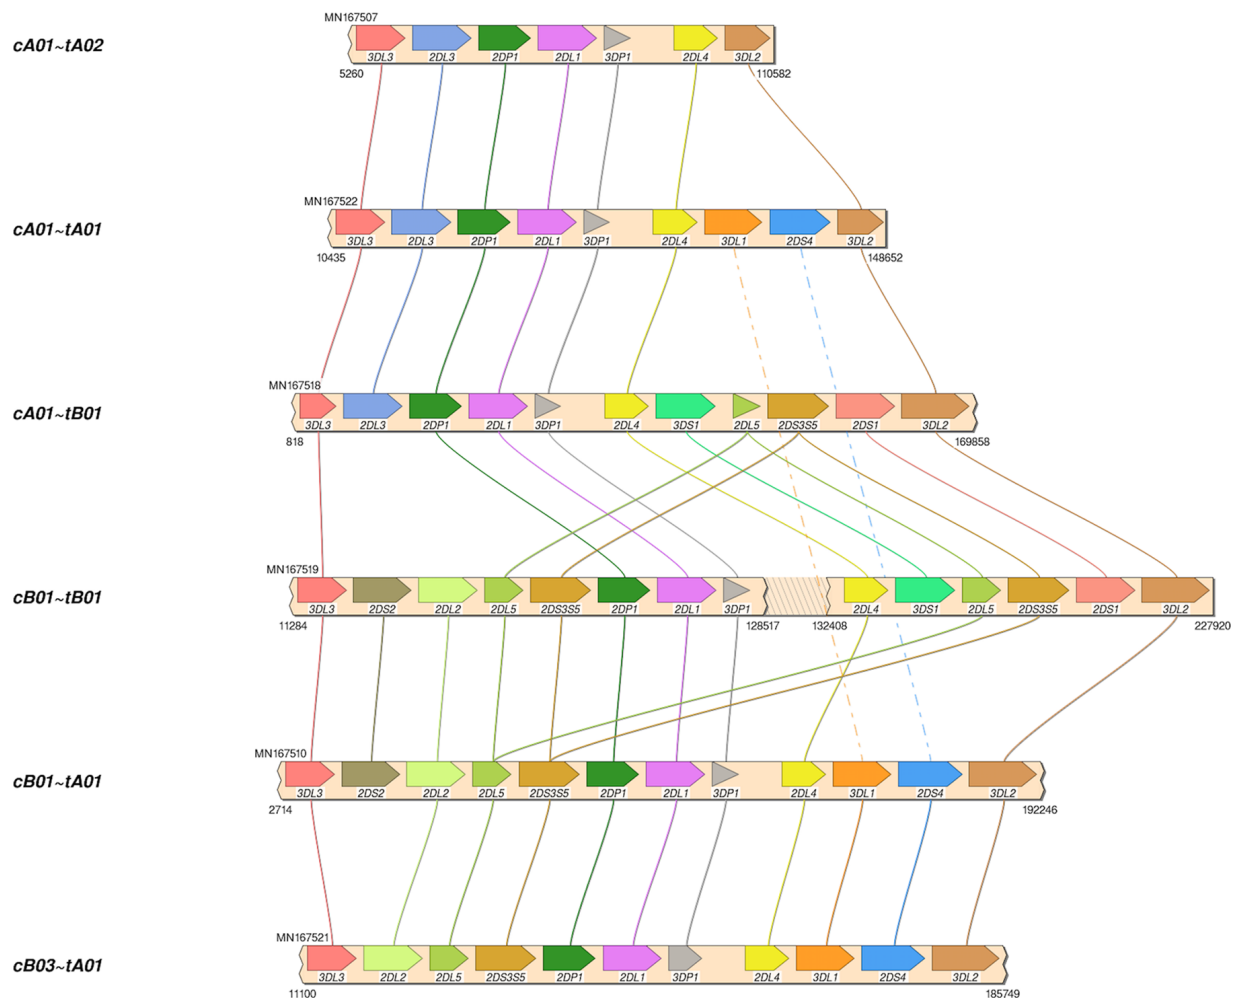 MN167507
cA01~tA02
3DL3 2DL3 2DP1 2DL1 3DP1 2DL4 3DL2
5260 110582
MN167522
cA01~tA01
3DL3 2DL3 2DP1 2DL1 3DP1 2DL4 3DL1 2DS4 3DL2
10435 148652
MN167518
cA01~tB01
3DL3 2DL3 2DP1 2DL1 3DP1 2DL4 3DS1 2DL5 2DS3S5 2DS1 3DL2
818 169858
MN167519
cB01~tB01
3DL3 2DS2 2DL2 2DL5 2DS3S5 2DP1 2DL1 3DP1 2DL4 3DS1 2DL5 2DS3S5 2DS1 3DL2
11284 128517 132408 227920
MN167510
cB01~tA01
3DL3 2DS2 2DL2 2DL5 2DS3S5 2DP1 2DL1 3DP1 2DL4 3DL1 2DS4 3DL2
2714 192246
MN167521
cB03~tA01
3DL3 2DL2 2DL5 2DS3S5 2DP1 2DL1 3DP1 2DL4 3DL1 2DS4 3DL2
11100 185749